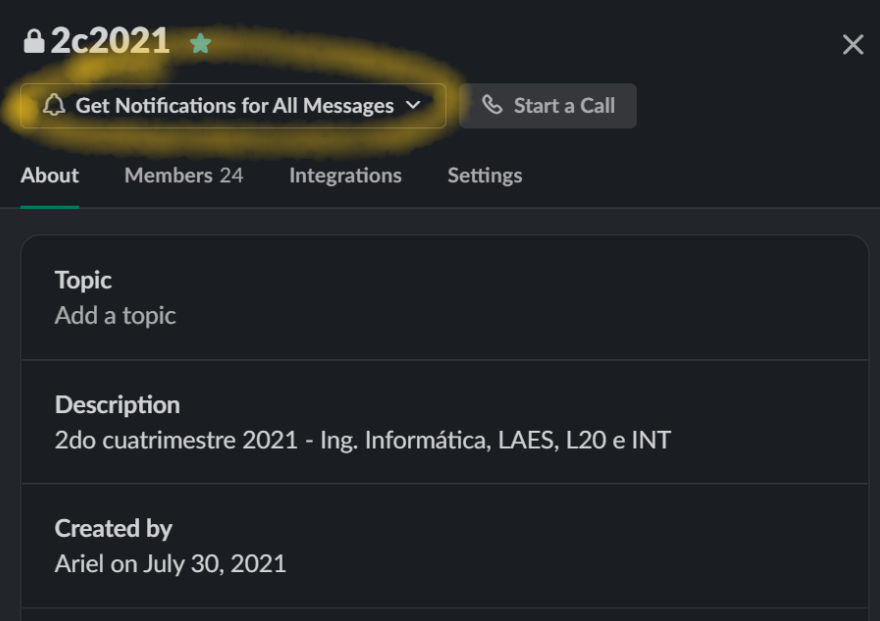 2c2021
Get Notifications for All Messages
Start a Call
About
Members 24
Integrations
Settings
Topic
Add a topic
Description
2do cuatrimestre 2021 - Ing. Informática, LAES, L20 e INT
Created by
Ariel on July 30, 2021